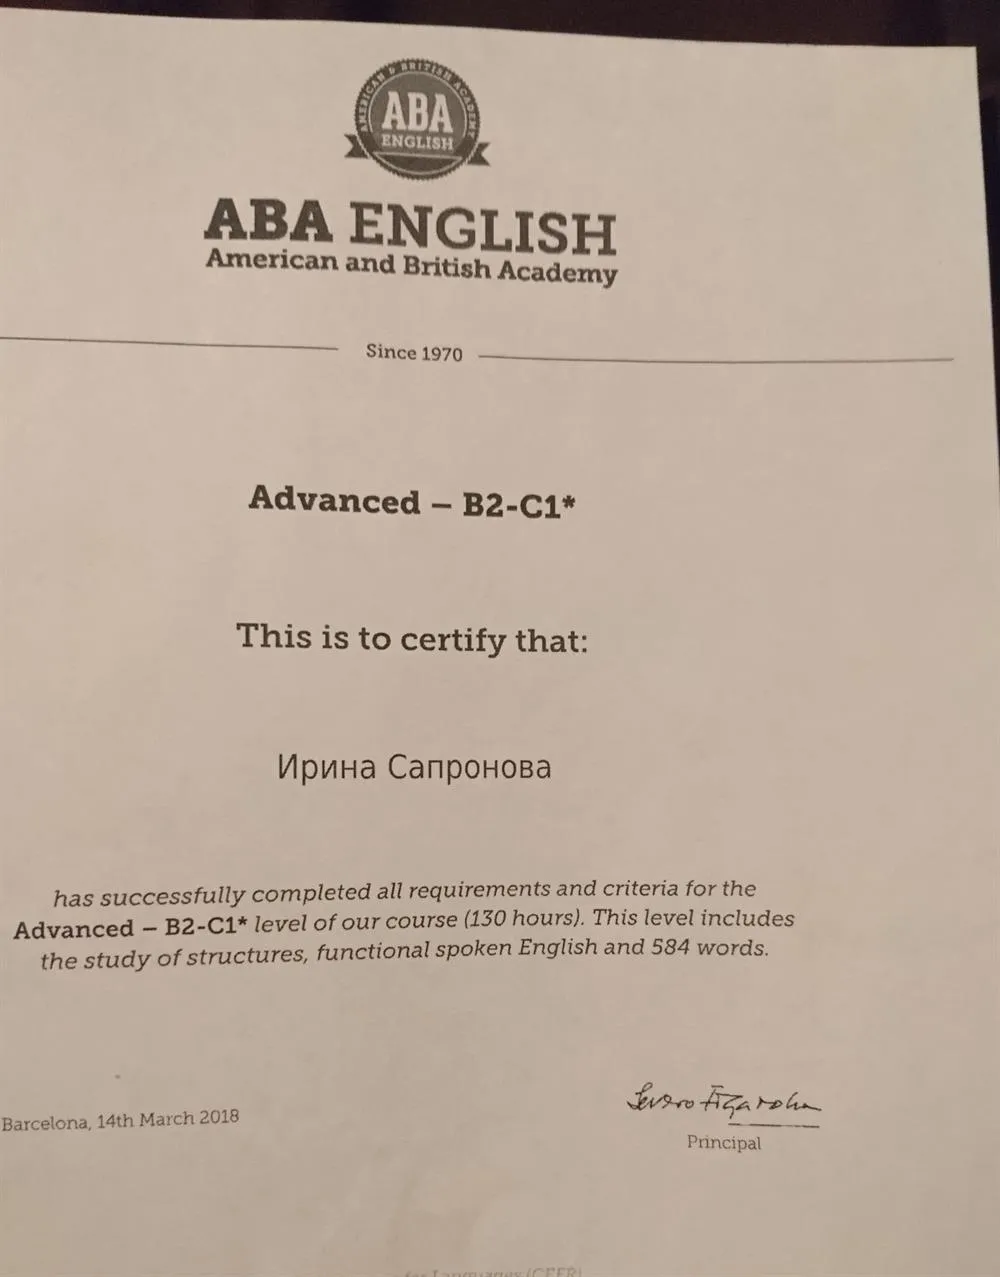 AMERICAN & BRITISH ACADEMY
ABA
ENGLISH
ABA ENGLISH
American and British Academy
Since 1970
Advanced – B2-C1*
This is to certify that:
Ирина Сапронова
has successfully completed all requirements and criteria for the
Advanced – B2-C1* level of our course (130 hours). This level includes
the study of structures, functional spoken English and 584 words.
Barcelona, 14th March 2018
Principal
for Languages (CEFR)